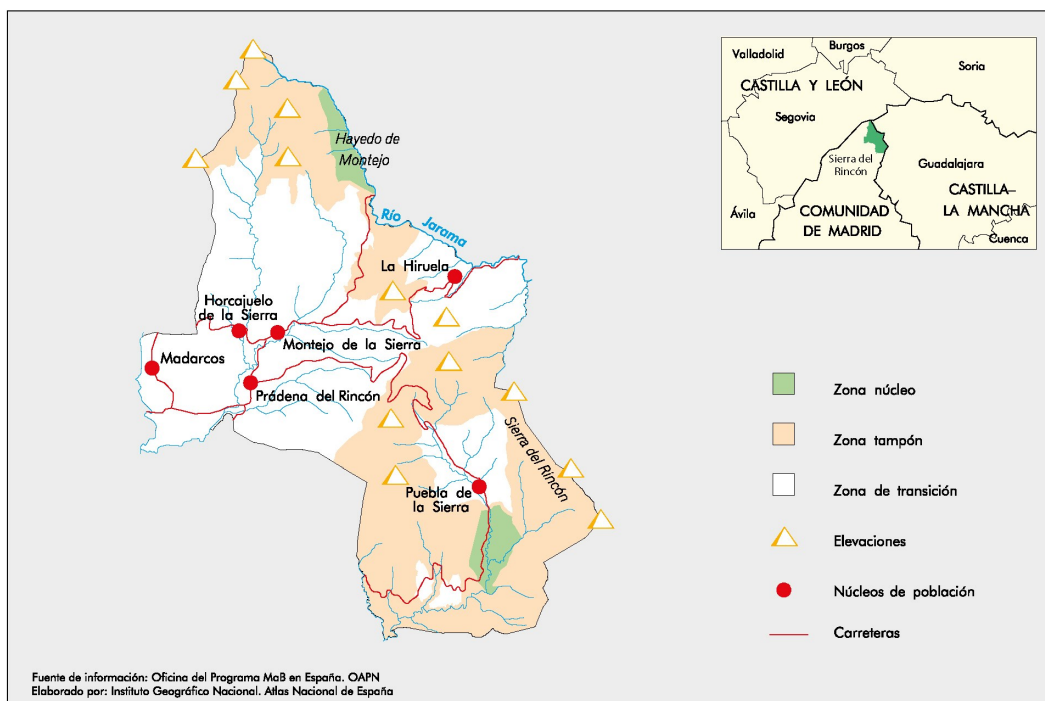 Hayedo de
Montejo
Río Jarama
La Hiruela
Horcajuelo
de la Sierra
Montejo de la Sierra
Madarcos
Prádena del Rincón
Sierra del Rincón
Puebla de
la Sierra
Valladolid
Burgos
Soria
CASTILLA Y LEÓN
Segovia
Sierra del
Rincón
Guadalajara
CASTILLA–
LA MANCHA
Ávila
COMUNIDAD
DE MADRID
Cuenca
Zona núcleo
Zona tampón
Zona de transición
Elevaciones
Núcleos de población
Carreteras
Fuente de información: Oficina del Programa MaB en España. OAPN
Elaborado por: Instituto Geográfico Nacional. Atlas Nacional de España